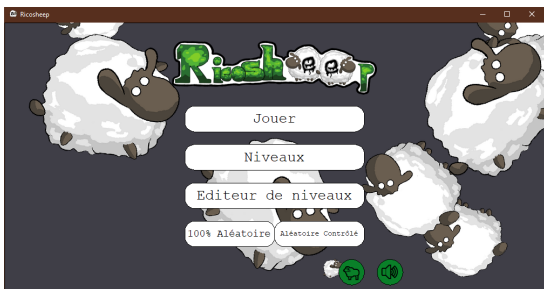 Ricosheep
Ricosheep
Jouer
Niveaux
Editeur de niveaux
100% Aléatoire Aléatoire Contrôlé